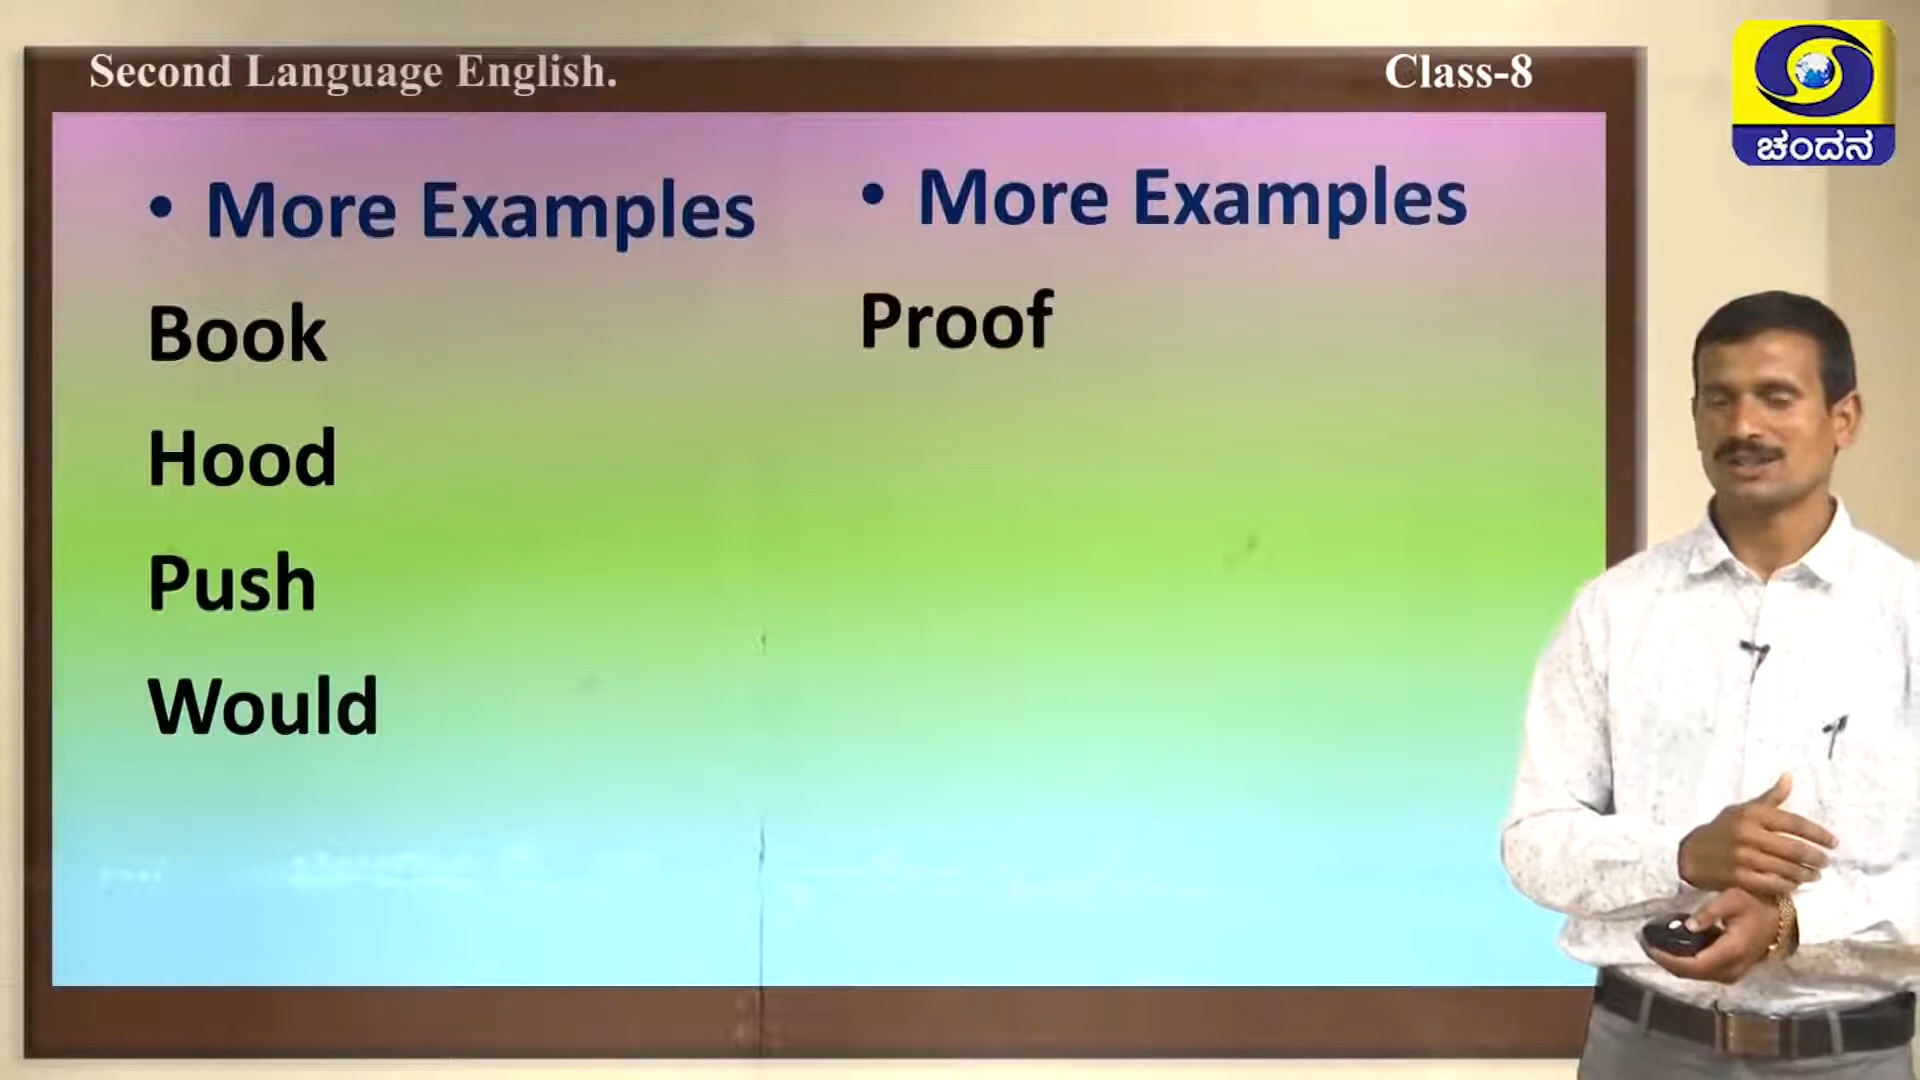 Second Language English.
Class-8
ಚಂದನ
• More Examples
Book
Hood
Push
Would
• More Examples
Proof